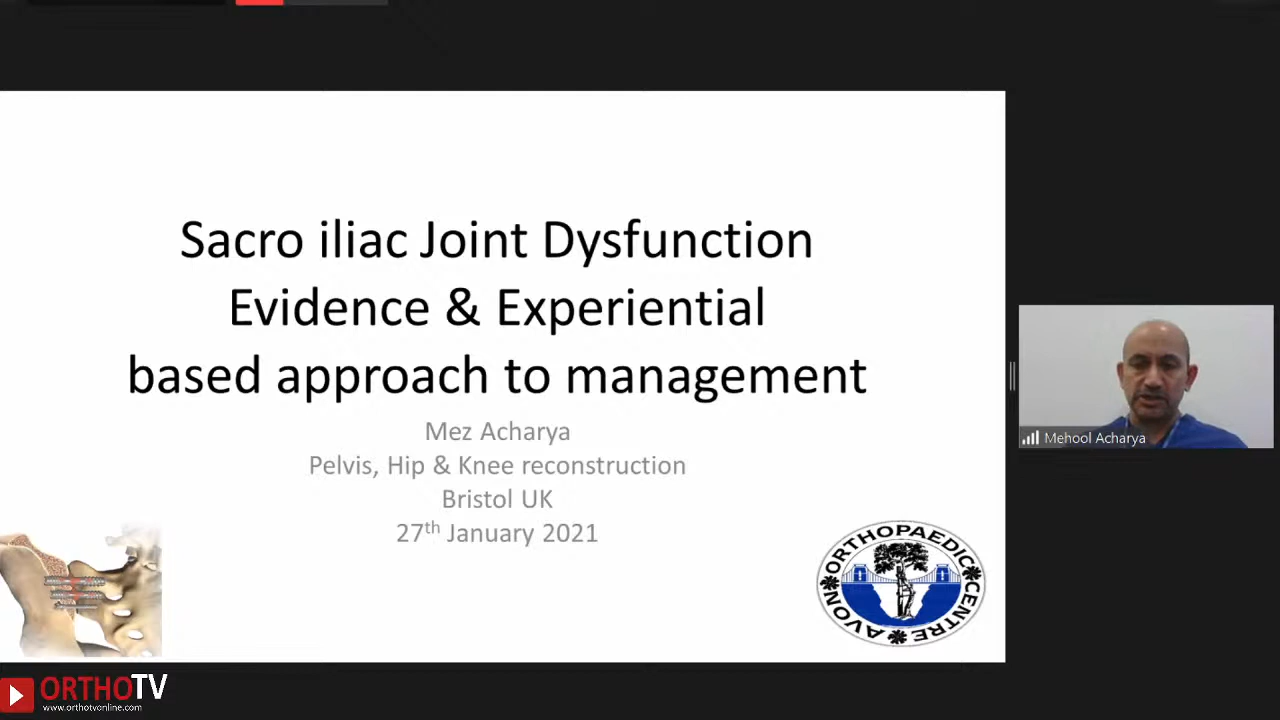 Sacro iliac Joint Dysfunction
Evidence & Experiential
based approach to management
Mez Acharya
Pelvis, Hip & Knee reconstruction
Bristol UK
27th January 2021
AVON ORTHOPAEDIC CENTRE
Mehool Acharya
ORTHOTV
www.orthotvonline.com